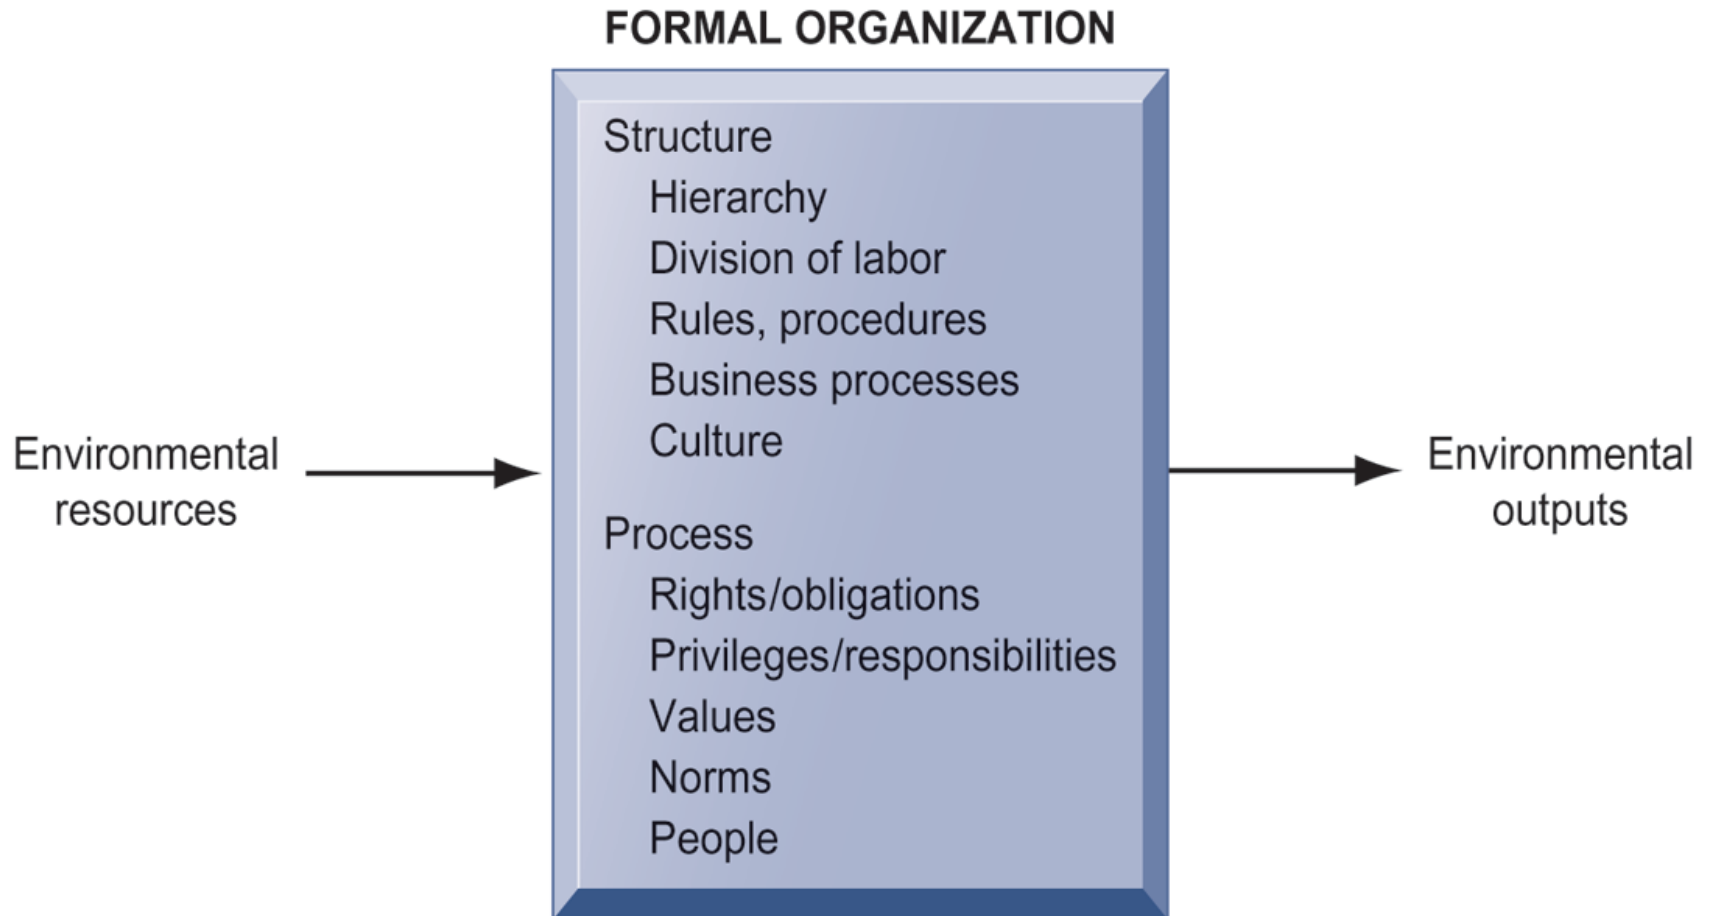 FORMAL ORGANIZATION
Structure
Hierarchy
Division of labor
Rules, procedures
Business processes
Culture
Environmental
resources
Environmental
outputs
Process
Rights/obligations
Privileges/responsibilities
Values
Norms
People